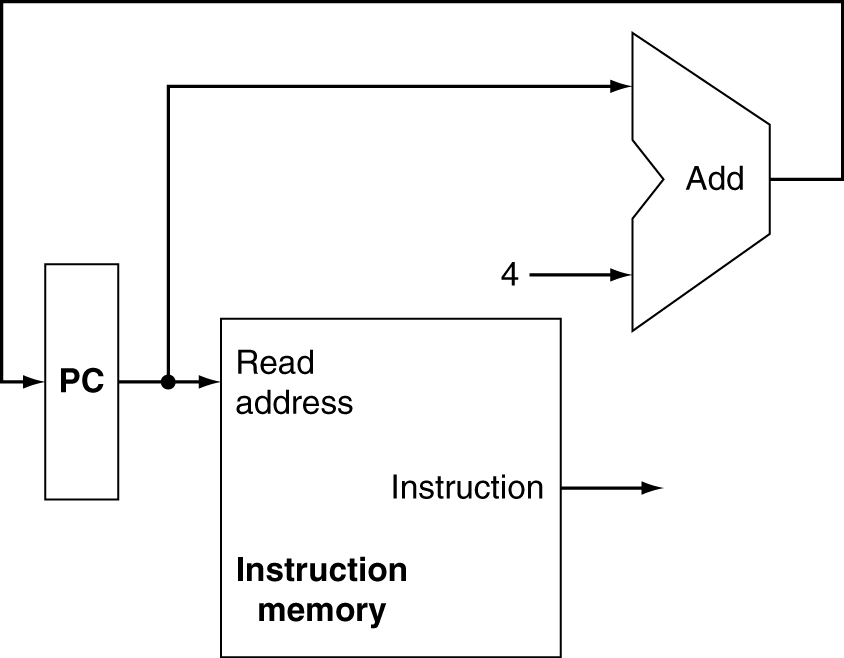 Add
4
PC
Read
address
Instruction
Instruction
memory